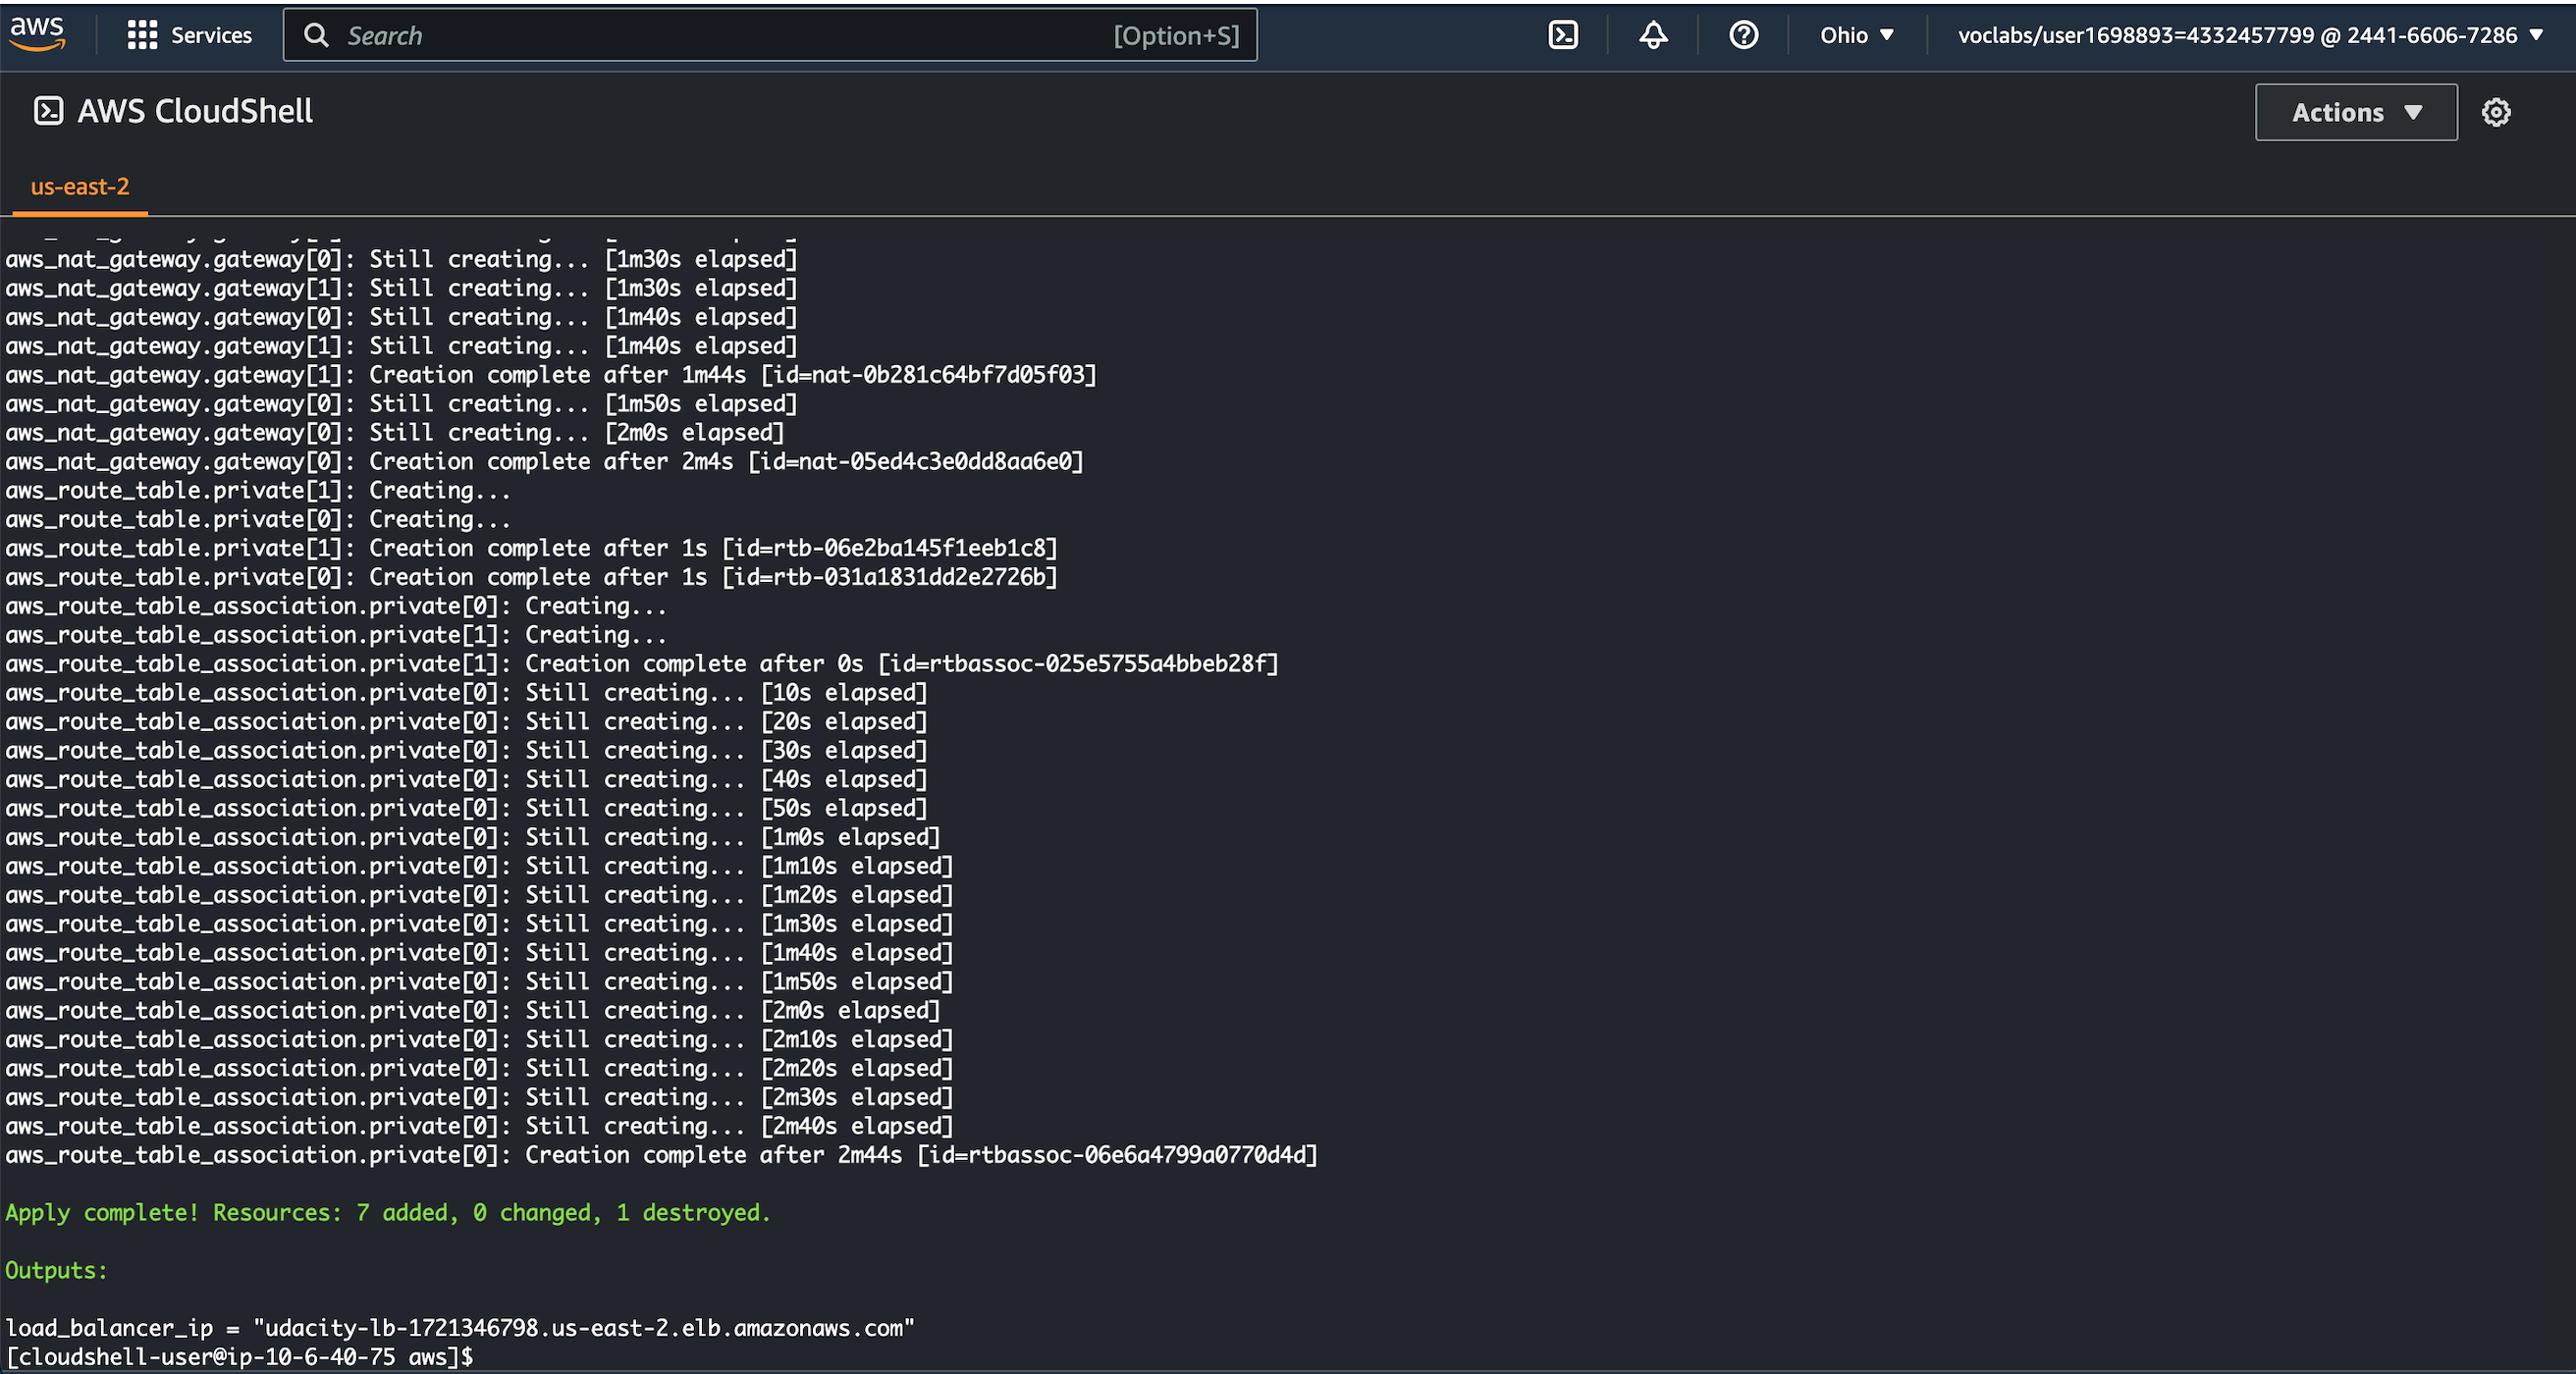 aws
Services
Search
[Option+S]
Ohio
voclabs/user1698893=4332457799 @ 2441-6606-7286
AWS CloudShell
Actions
us-east-2
aws_nat_gateway.gateway[0]: Still creating... [1m30s elapsed]
aws_nat_gateway.gateway[1]: Still creating... [1m30s elapsed]
aws_nat_gateway.gateway[0]: Still creating... [1m40s elapsed]
aws_nat_gateway.gateway[1]: Still creating... [1m40s elapsed]
aws_nat_gateway.gateway[1]: Creation complete after 1m44s [id=nat-0b281c64bf7d05f03]
aws_nat_gateway.gateway[0]: Still creating... [1m50s elapsed]
aws_nat_gateway.gateway[0]: Still creating... [2m0s elapsed]
aws_nat_gateway.gateway[0]: Creation complete after 2m4s [id=nat-05ed4c3e0dd8aa6e0]
aws_route_table.private[1]: Creating...
aws_route_table.private[0]: Creating...
aws_route_table.private[1]: Creation complete after 1s [id=rtb-06e2ba145f1eeb1c8]
aws_route_table.private[0]: Creation complete after 1s [id=rtb-031a1831dd2e2726b]
aws_route_table_association.private[0]: Creating...
aws_route_table_association.private[1]: Creating...
aws_route_table_association.private[1]: Creation complete after 0s [id=rtbassoc-025e5755a4bbeb28f]
aws_route_table_association.private[0]: Still creating... [10s elapsed]
aws_route_table_association.private[0]: Still creating... [20s elapsed]
aws_route_table_association.private[0]: Still creating... [30s elapsed]
aws_route_table_association.private[0]: Still creating... [40s elapsed]
aws_route_table_association.private[0]: Still creating... [50s elapsed]
aws_route_table_association.private[0]: Still creating... [1m0s elapsed]
aws_route_table_association.private[0]: Still creating... [1m10s elapsed]
aws_route_table_association.private[0]: Still creating... [1m20s elapsed]
aws_route_table_association.private[0]: Still creating... [1m30s elapsed]
aws_route_table_association.private[0]: Still creating... [1m40s elapsed]
aws_route_table_association.private[0]: Still creating... [1m50s elapsed]
aws_route_table_association.private[0]: Still creating... [2m0s elapsed]
aws_route_table_association.private[0]: Still creating... [2m10s elapsed]
aws_route_table_association.private[0]: Still creating... [2m20s elapsed]
aws_route_table_association.private[0]: Still creating... [2m30s elapsed]
aws_route_table_association.private[0]: Still creating... [2m40s elapsed]
aws_route_table_association.private[0]: Creation complete after 2m44s [id=rtbassoc-06e6a4799a0770d4d]
Apply complete! Resources: 7 added, 0 changed, 1 destroyed.
Outputs:
load_balancer_ip = "udacity-lb-1721346798.us-east-2.elb.amazonaws.com"
[cloudshell-user@ip-10-6-40-75 aws]$